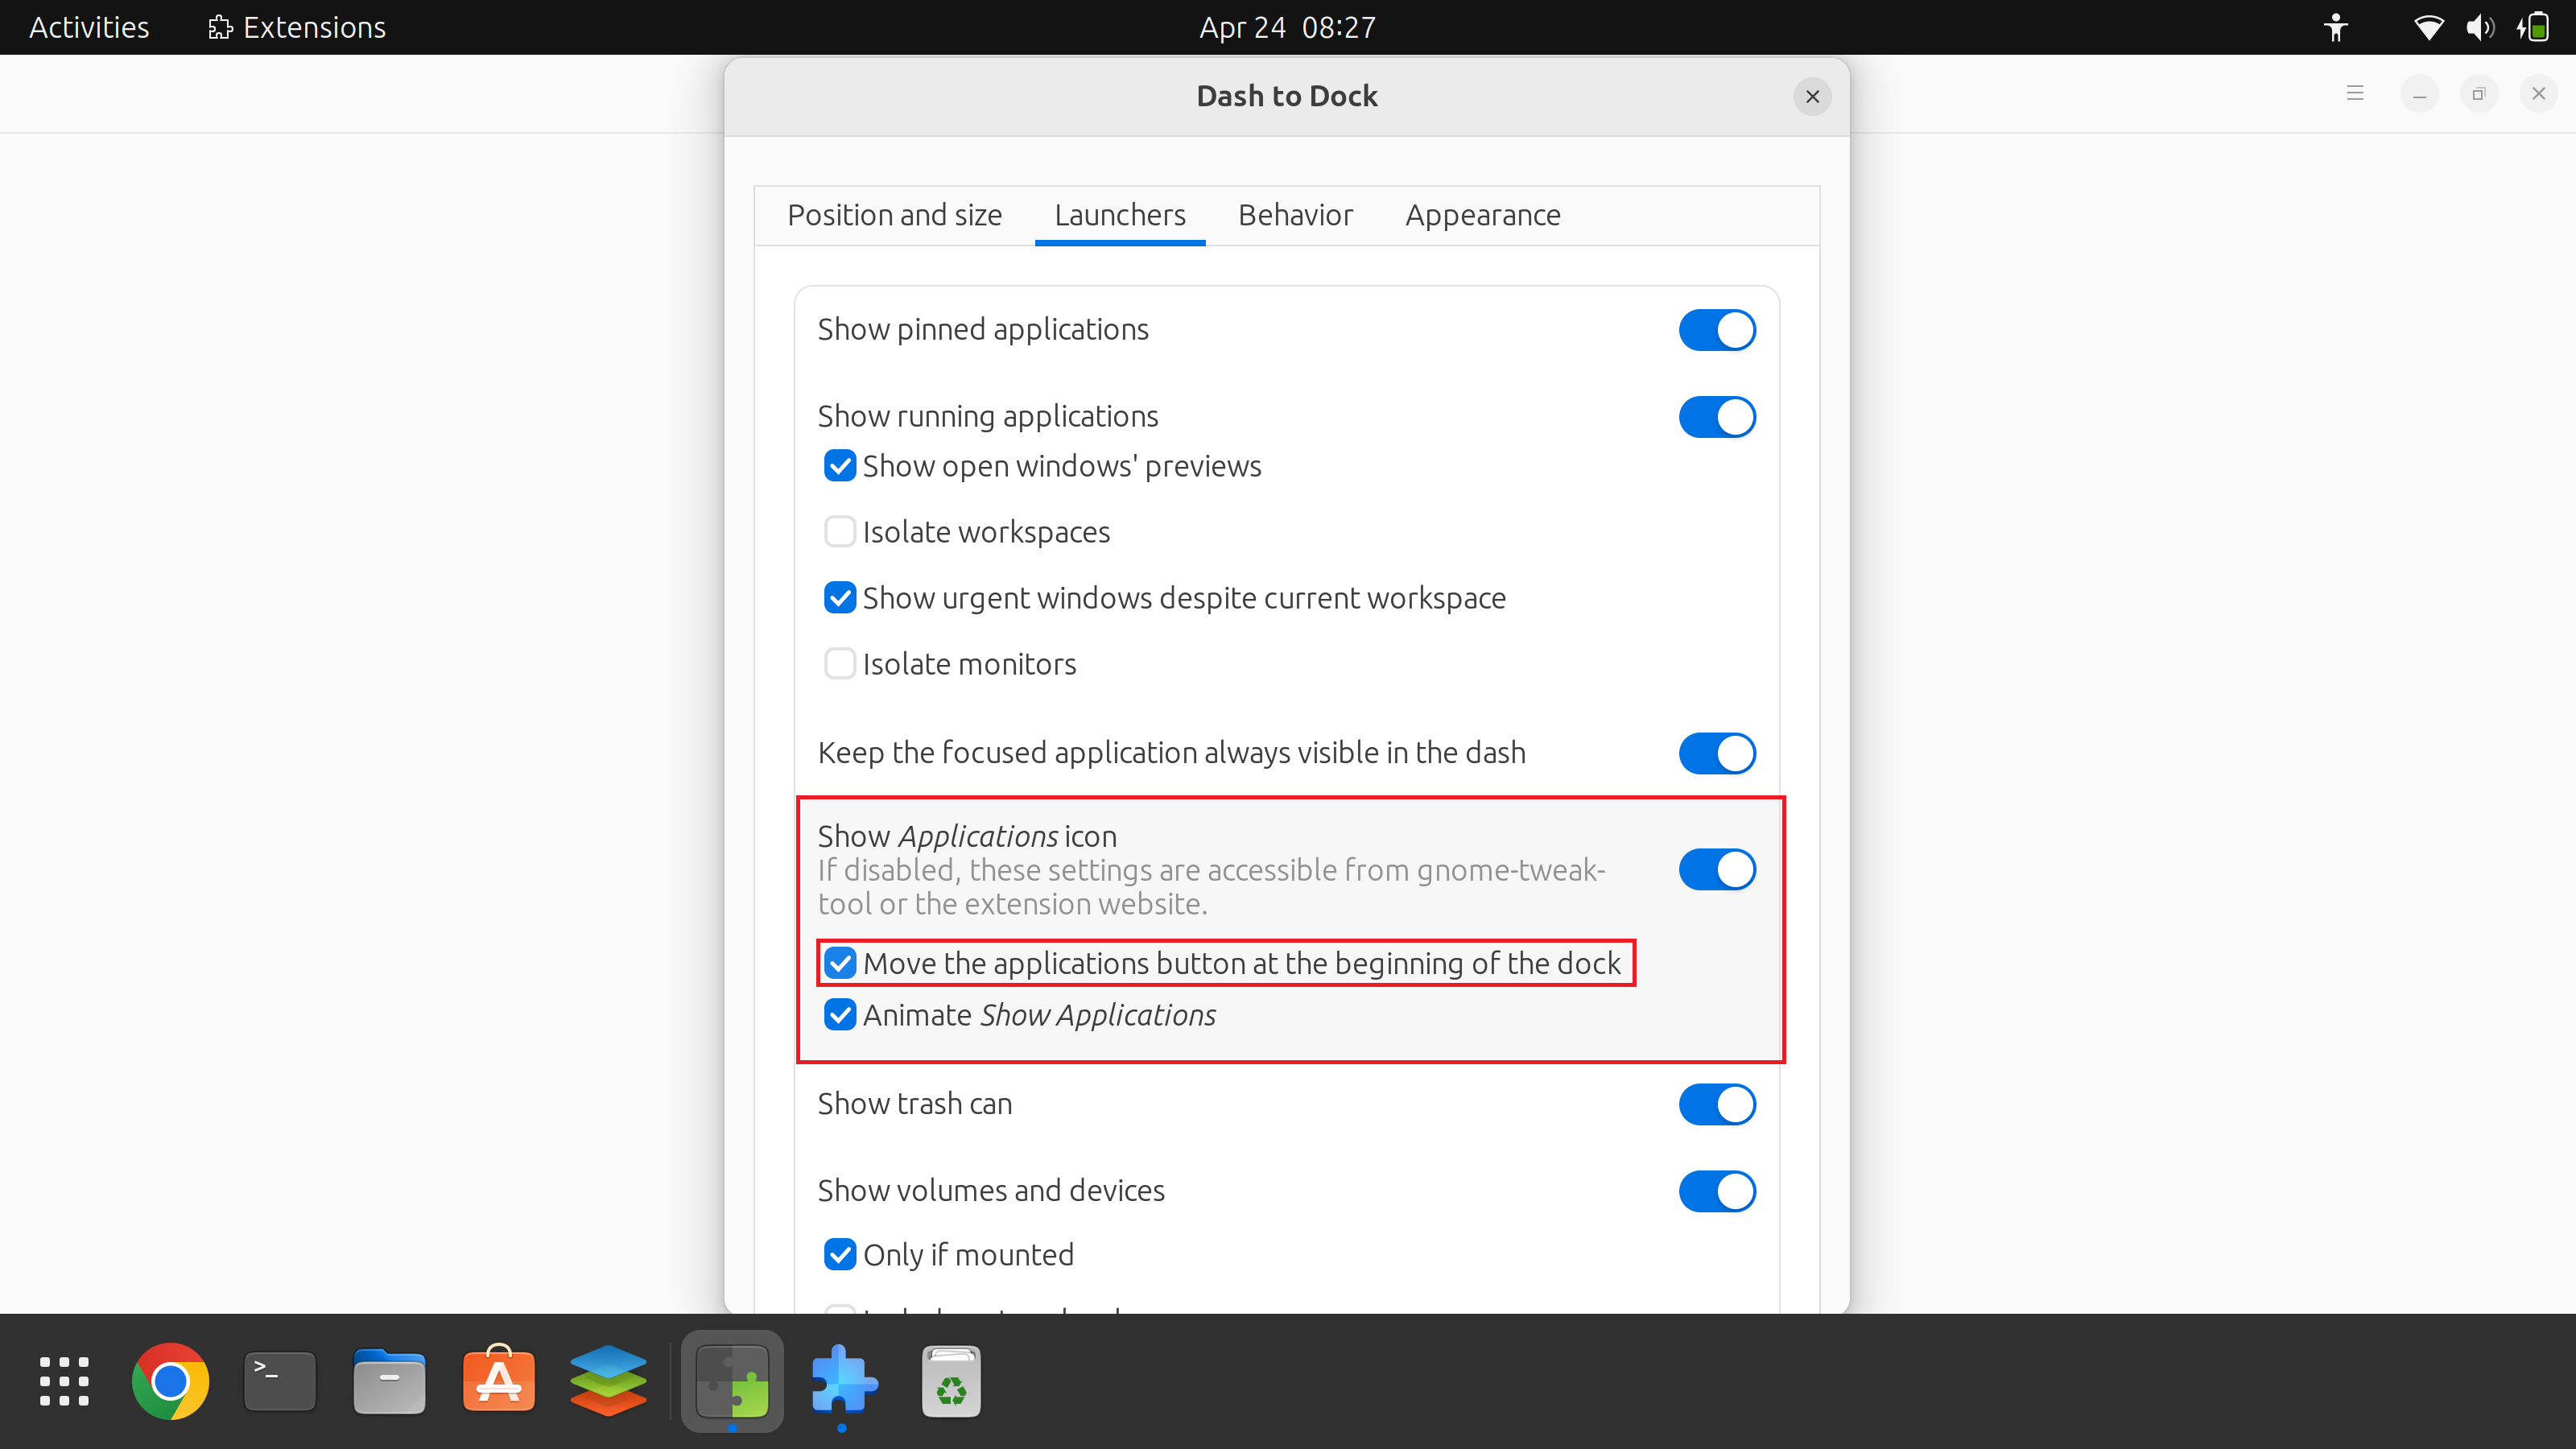 Activities
Extensions
Apr 24 08:27
Dash to Dock
Position and size
Launchers
Behavior
Appearance
Show pinned applications
Show running applications
Show open windows' previews
Isolate workspaces
Show urgent windows despite current workspace
Isolate monitors
Keep the focused application always visible in the dash
Show Applications icon
If disabled, these settings are accessible from gnome-tweak-
tool or the extension website.
Move the applications button at the beginning of the dock
Animate Show Applications
Show trash can
Show volumes and devices
Only if mounted
>_